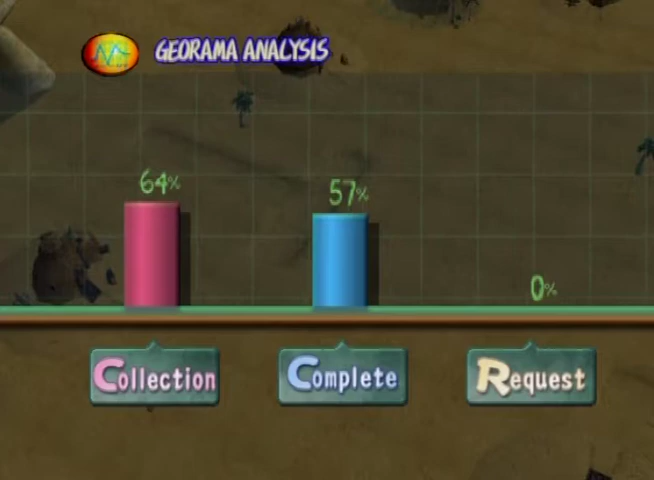 GEORAMA ANALYSIS
64%
57%
0%
Collection
Complete
Request